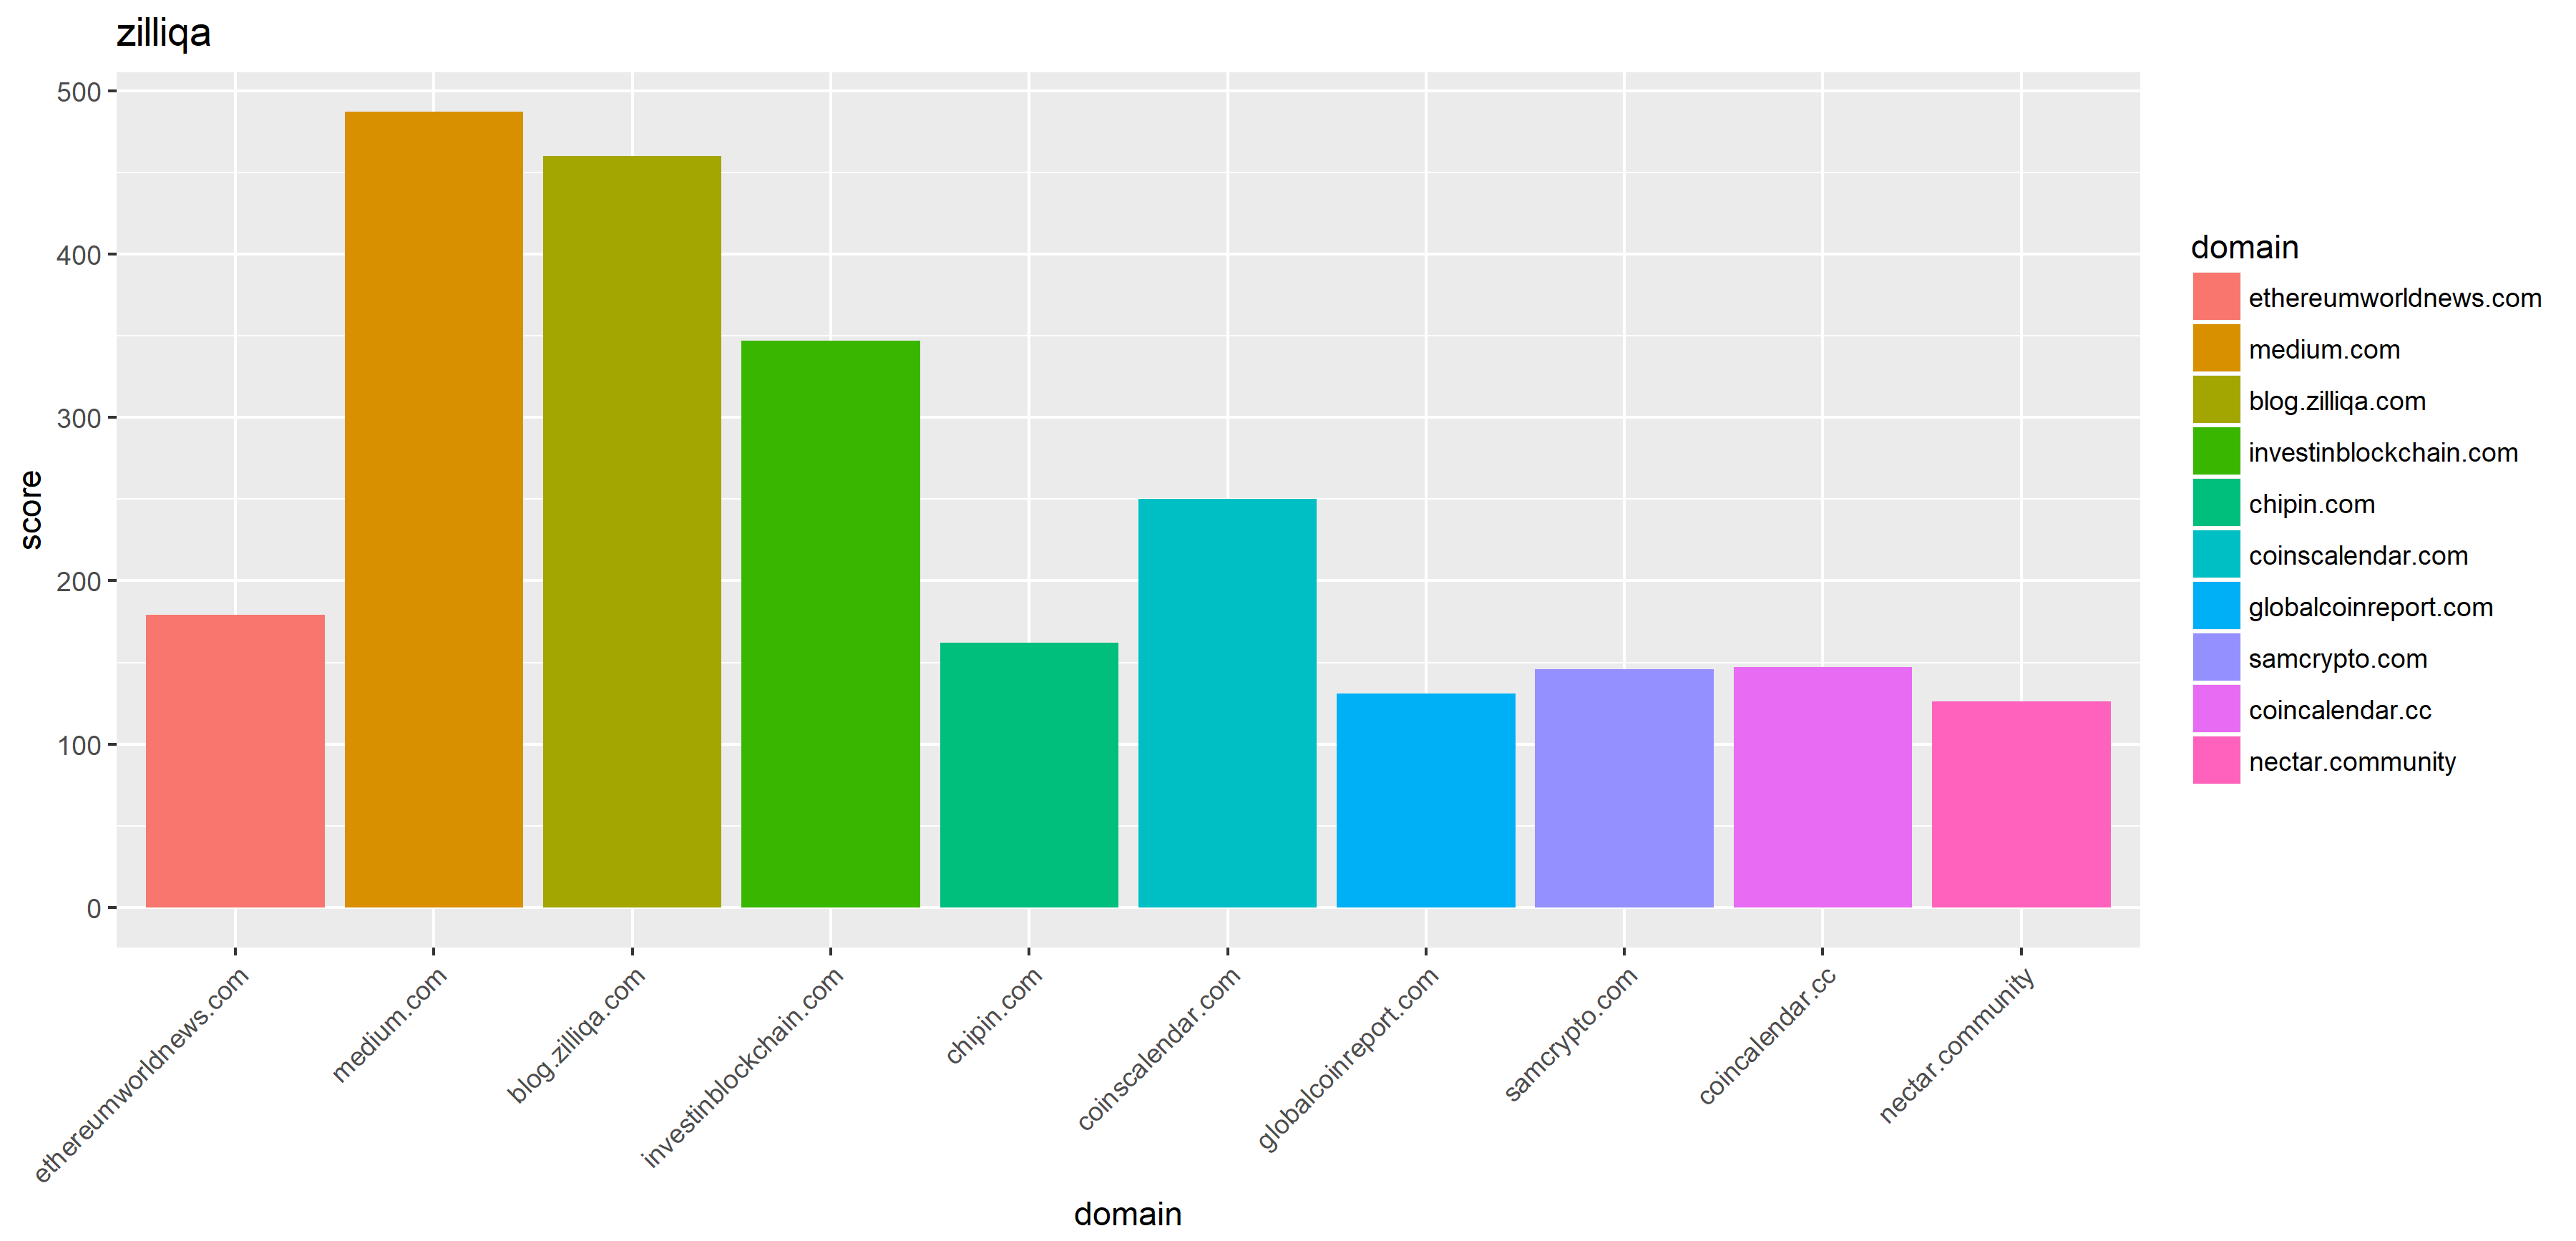 zilliqa
score
500
400
300
200
100
0
ethereumworldnews.com
medium.com
blog.zilliqa.com
investinblockchain.com
chipin.com
coinscalendar.com
globalcoinreport.com
samcrypto.com
coincalendar.cc
nectar.community
domain
domain
ethereumworldnews.com
medium.com
blog.zilliqa.com
investinblockchain.com
chipin.com
coinscalendar.com
globalcoinreport.com
samcrypto.com
coincalendar.cc
nectar.community